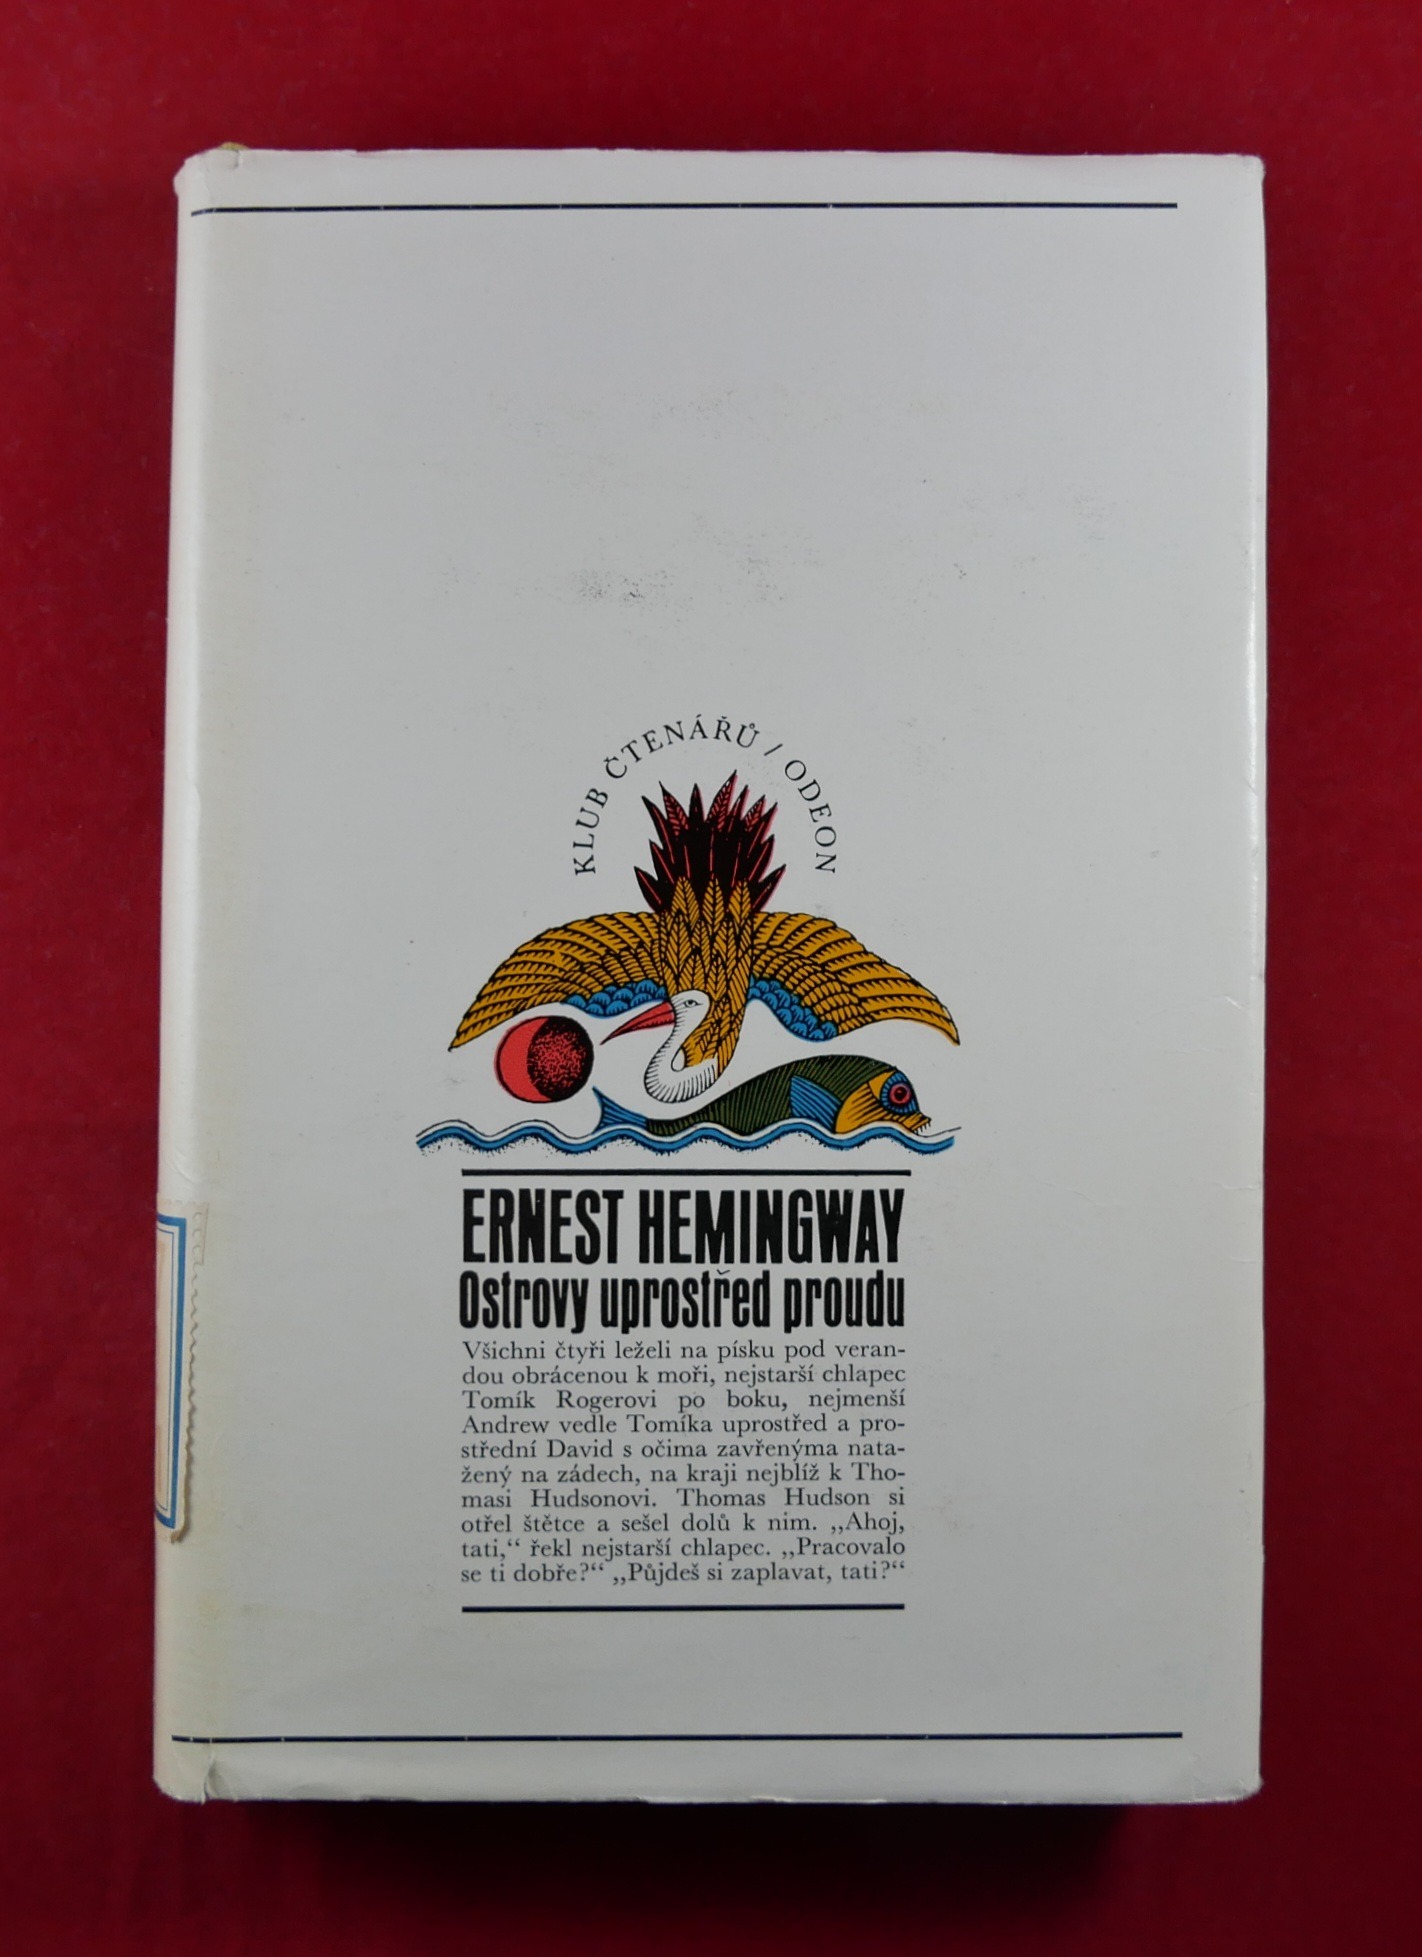 KLUB ČTENÁŘŮ / ODEON
ERNEST HEMINGWAY
Ostrovy uprostřed proudu
Všichni čtyři leželi na písku pod veran-
dou obrácenou k moři, nejstarší chlapec
Tomík Rogerovi po boku, nejmenší
Andrew vedle Tomíka uprostřed a pro-
střední David s očima zavřenýma nata-
žený na zádech, na kraji nejblíž k Tho-
masi Hudsonovi. Thomas Hudson si
otřel štětce a sešel dolů k nim. „Ahoj,
tati,“ řekl nejstarší chlapec. „Pracovalo
se ti dobře?“ „Půjdeš si zaplavat, tati?“